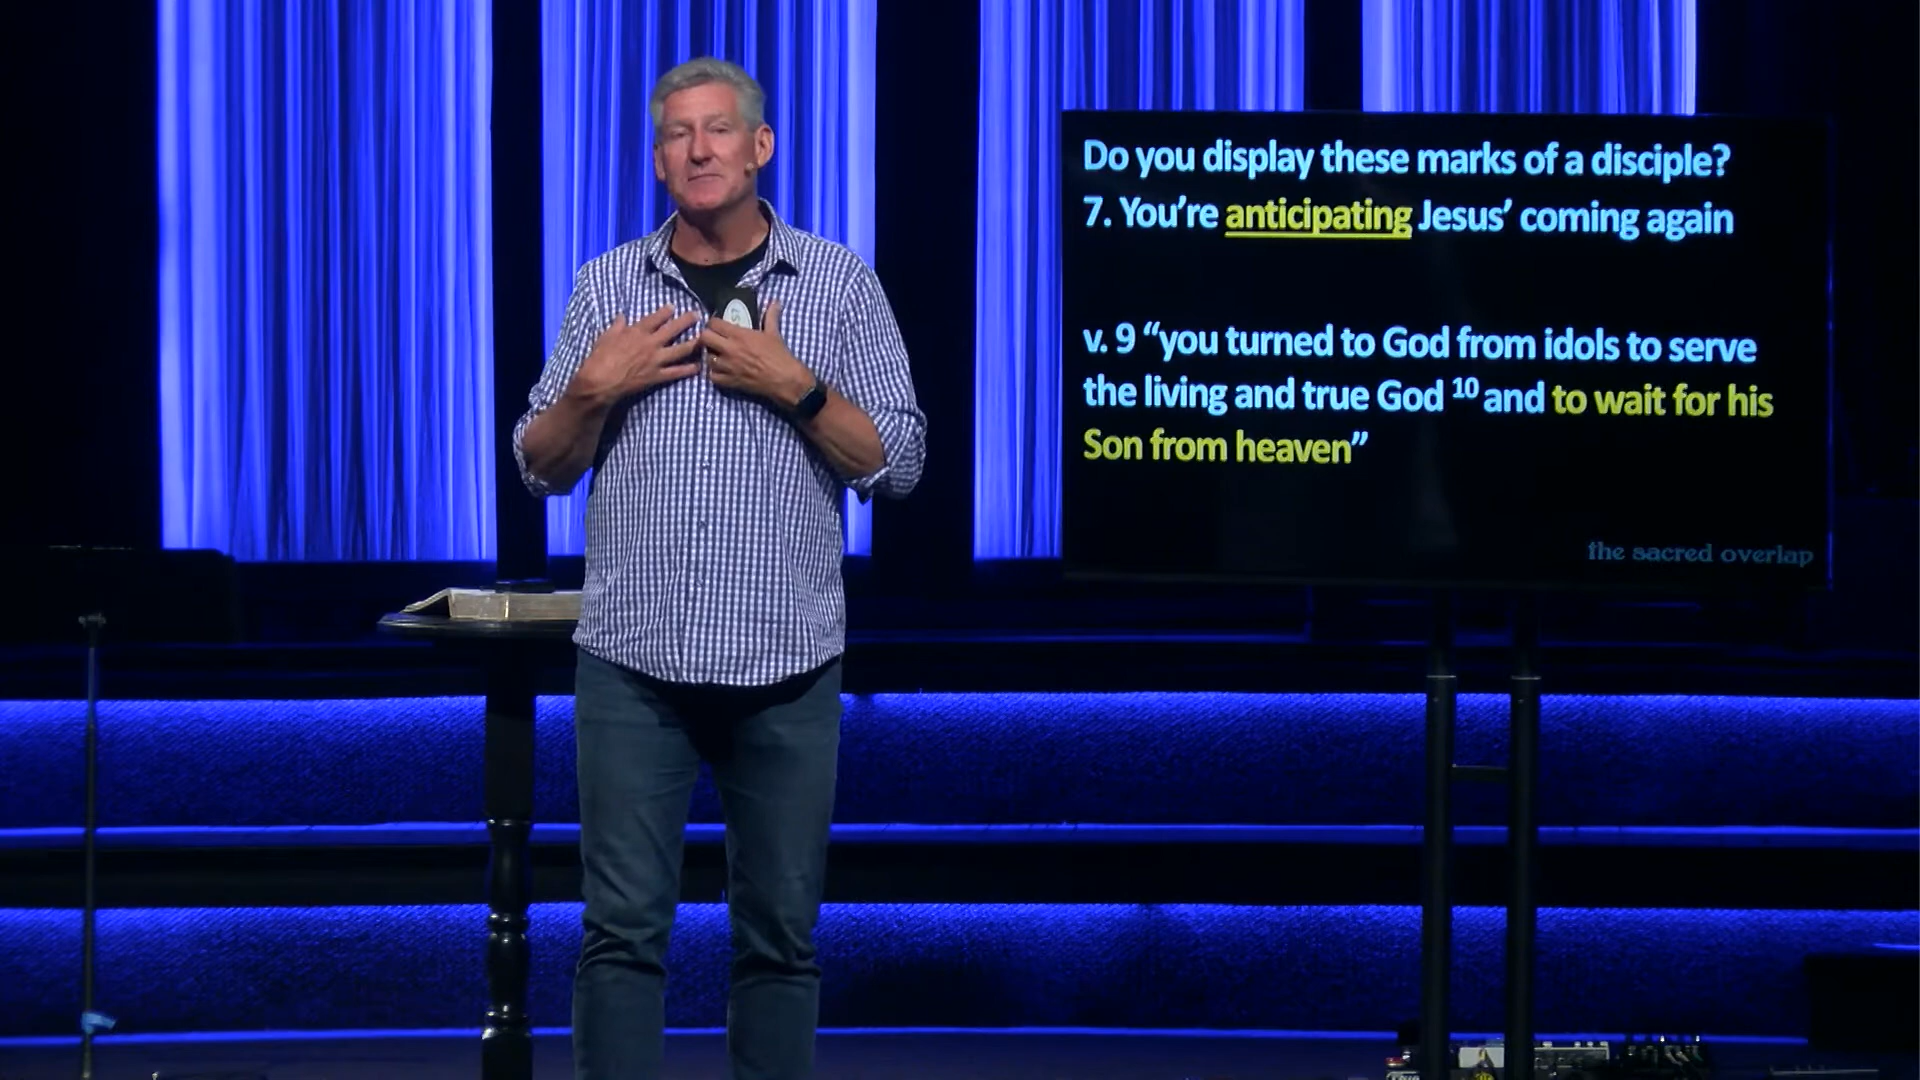 Do you display these marks of a disciple?
7. You’re anticipating Jesus’ coming again
v. 9 “you turned to God from idols to serve
the living and true God ¹⁰ and to wait for his
Son from heaven”
the sacred overlap